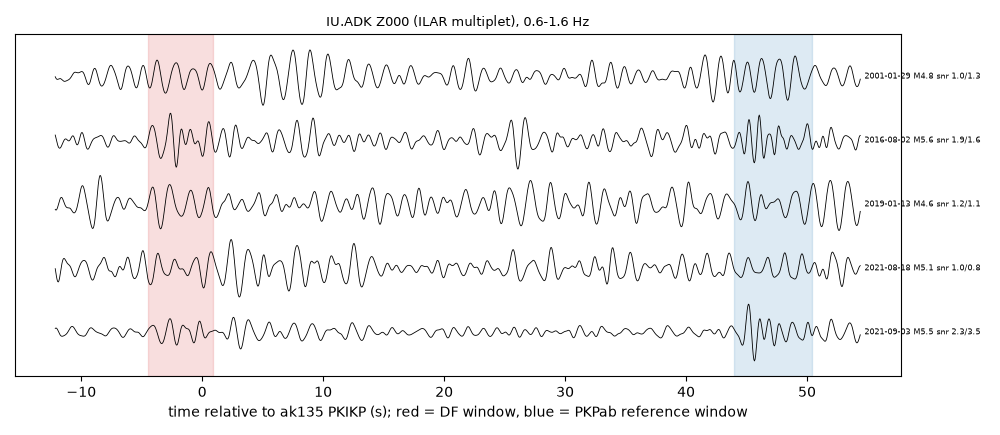 IU.ADK Z000 (ILAR multiplet), 0.6-1.6 Hz
2001-01-29 M4.8 snr 1.0/1.3
2016-08-02 M5.6 snr 1.9/1.6
2019-01-13 M4.6 snr 1.2/1.1
2021-08-18 M5.1 snr 1.0/0.8
2021-09-03 M5.5 snr 2.3/3.5
−10 0 10 20 30 40 50
time relative to ak135 PKIKP (s); red = DF window, blue = PKPab reference window